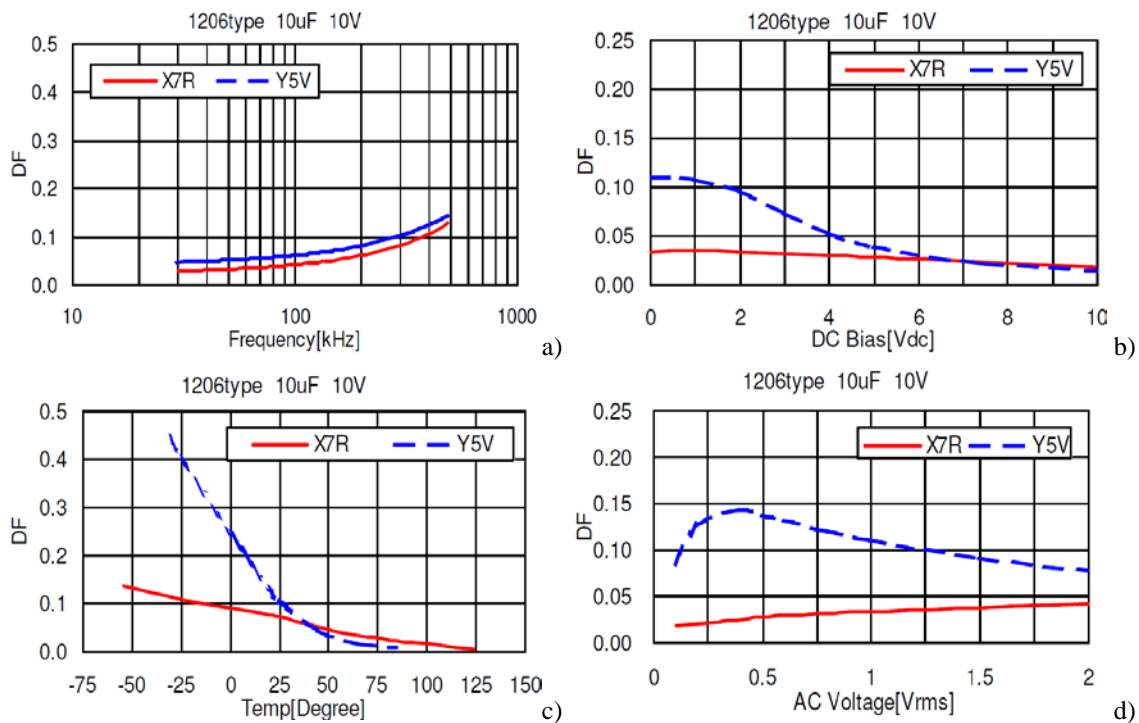 1206type 10uF 10V
0.5
X7R Y5V
0.4
0.3
DF
0.2
0.1
0.0
10 100 1000
Frequency[kHz]
a)
1206type 10uF 10V
0.25
X7R Y5V
0.20
0.15
DF
0.10
0.05
0.00
0 2 4 6 8 10
DC Bias[Vdc]
b)
1206type 10uF 10V
0.5
X7R Y5V
0.4
0.3
DF
0.2
0.1
0.0
-75 -50 -25 0 25 50 75 100 125 150
Temp[Degree]
c)
1206type 10uF 10V
0.25
X7R Y5V
0.20
0.15
DF
0.10
0.05
0.00
0 0.5 1 1.5 2
AC Voltage[Vrms]
d)